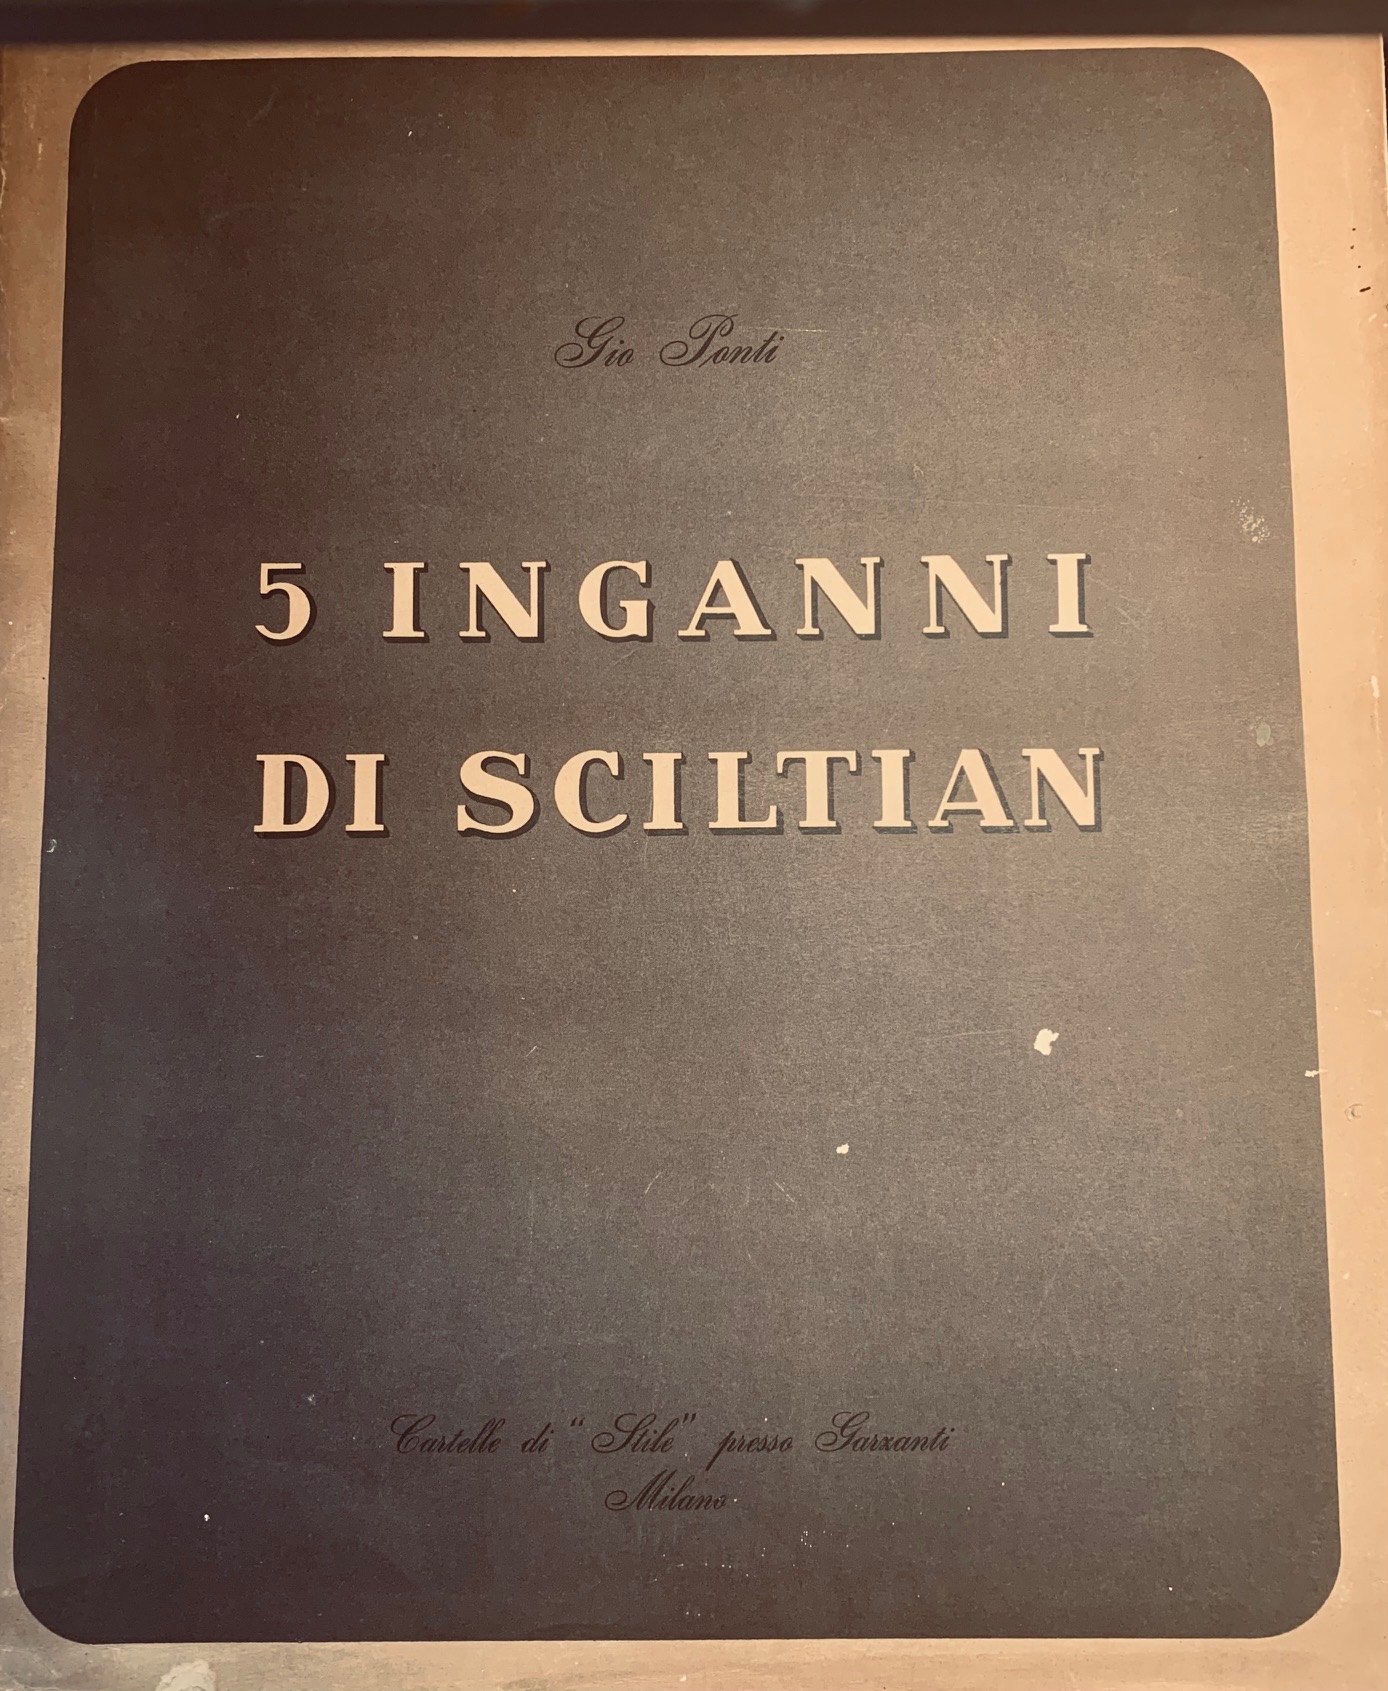 Gio Ponti
5 INGANNI
DI SCILTIAN
Cartelle di "Stile" presso Garzanti
Milano